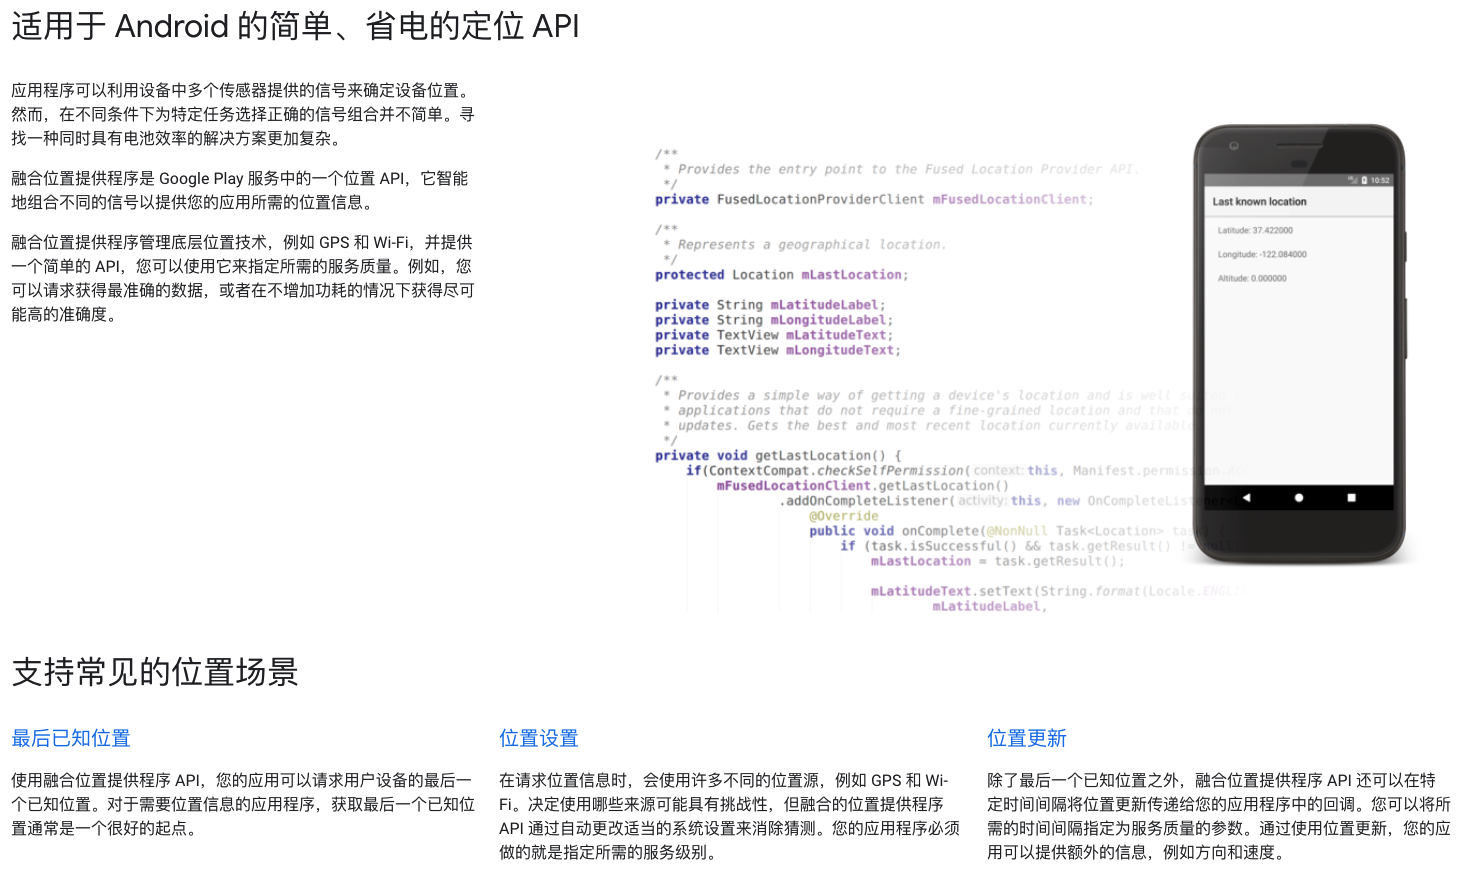 适用于 Android 的简单、省电的定位 API
应用程序可以利用设备中多个传感器提供的信号来确定设备位置。
然而，在不同条件下为特定任务选择正确的信号组合并不简单。寻
找一种同时具有电池效率的解决方案更加复杂。
融合位置提供程序是 Google Play 服务中的一个位置 API，它智能
地组合不同的信号以提供您的应用所需的位置信息。
融合位置提供程序管理底层位置技术，例如 GPS 和 Wi-Fi，并提供
一个简单的 API，您可以使用它来指定所需的服务质量。例如，您
可以请求获得最准确的数据，或者在不增加功耗的情况下获得尽可
能高的准确度。
/**
* Provides the entry point to the Fused Location Provider API.
*/
private FusedLocationProviderClient mFusedLocationClient;
/**
* Represents a geographical location.
*/
protected Location mLastLocation;
private String mLatitudeLabel;
private String mLongitudeLabel;
private TextView mLatitudeText;
private TextView mLongitudeText;
/**
* Provides a simple way of getting a device's location and is well
* applications that do not require a fine-grained location and that
* updates. Gets the best and most recent location currently available
*/
private void getLastLocation() {
if(ContextCompat.checkSelfPermission( context: this, Manifest.permission.
mFusedLocationClient.getLastLocation()
.addOnCompleteListener( activity: this, new OnCompleteListener
@Override
public void onComplete(@NonNull Task<Location> task) {
if (task.isSuccessful() && task.getResult() !=
mLastLocation = task.getResult();
mLatitudeText.setText(String.format(Locale.
mLatitudeLabel,
10:52
Last known location
Latitude: 37.422000
Longitude: -122.084000
Altitude: 0.000000
支持常见的位置场景
最后已知位置
使用融合位置提供程序 API，您的应用可以请求用户设备的最后一
个已知位置。对于需要位置信息的应用程序，获取最后一个已知位
置通常是一个很好的起点。
位置设置
在请求位置信息时，会使用许多不同的位置源，例如 GPS 和 Wi-
Fi。决定使用哪些来源可能具有挑战性，但融合的位置提供程序
API 通过自动更改适当的系统设置来消除猜测。您的应用程序必须
做的就是指定所需的服务级别。
位置更新
除了最后一个已知位置之外，融合位置提供程序 API 还可以在特
定时间间隔将位置更新传递给您的应用程序中的回调。您可以将所
需的时间间隔指定为服务质量的参数。通过使用位置更新，您的应
用可以提供额外的信息，例如方向和速度。